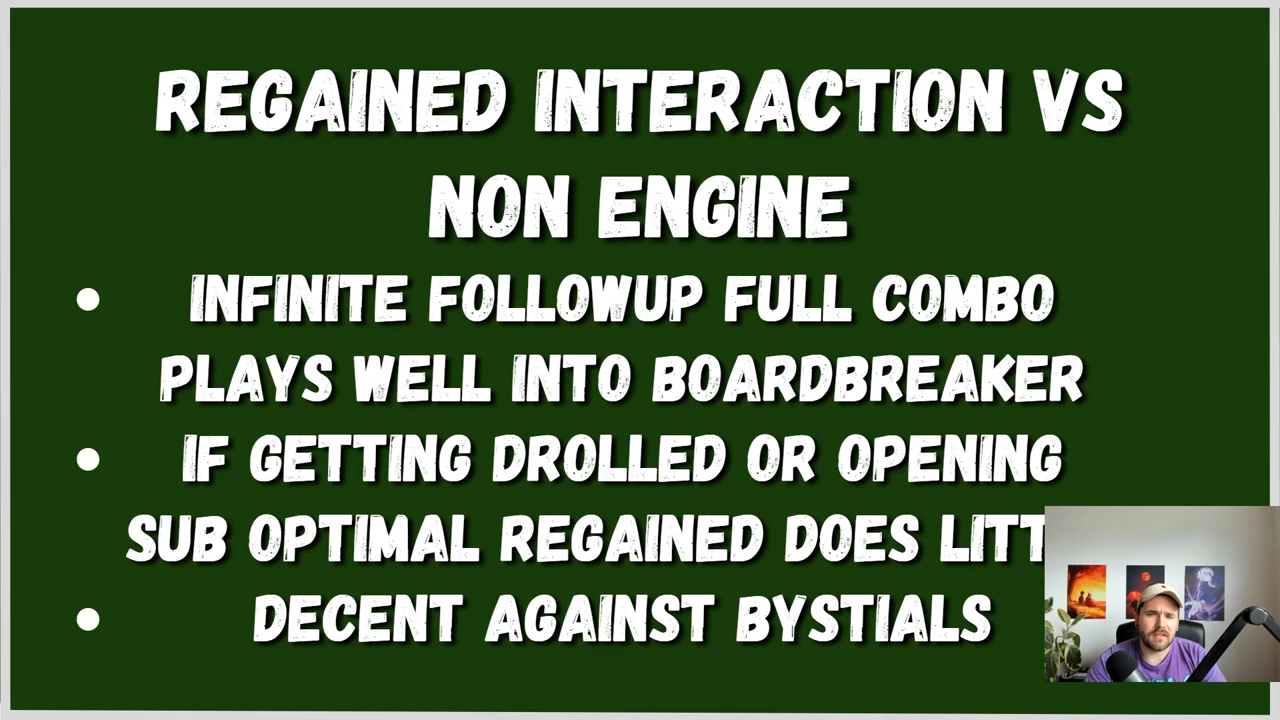 REGAINED INTERACTION VS
NON ENGINE
• INFINITE FOLLOWUP FULL COMBO
PLAYS WELL INTO BOARDBREAKER
• IF GETTING DROLLED OR OPENING
SUB OPTIMAL REGAINED DOES
• DECENT AGAINST BYSTIALS